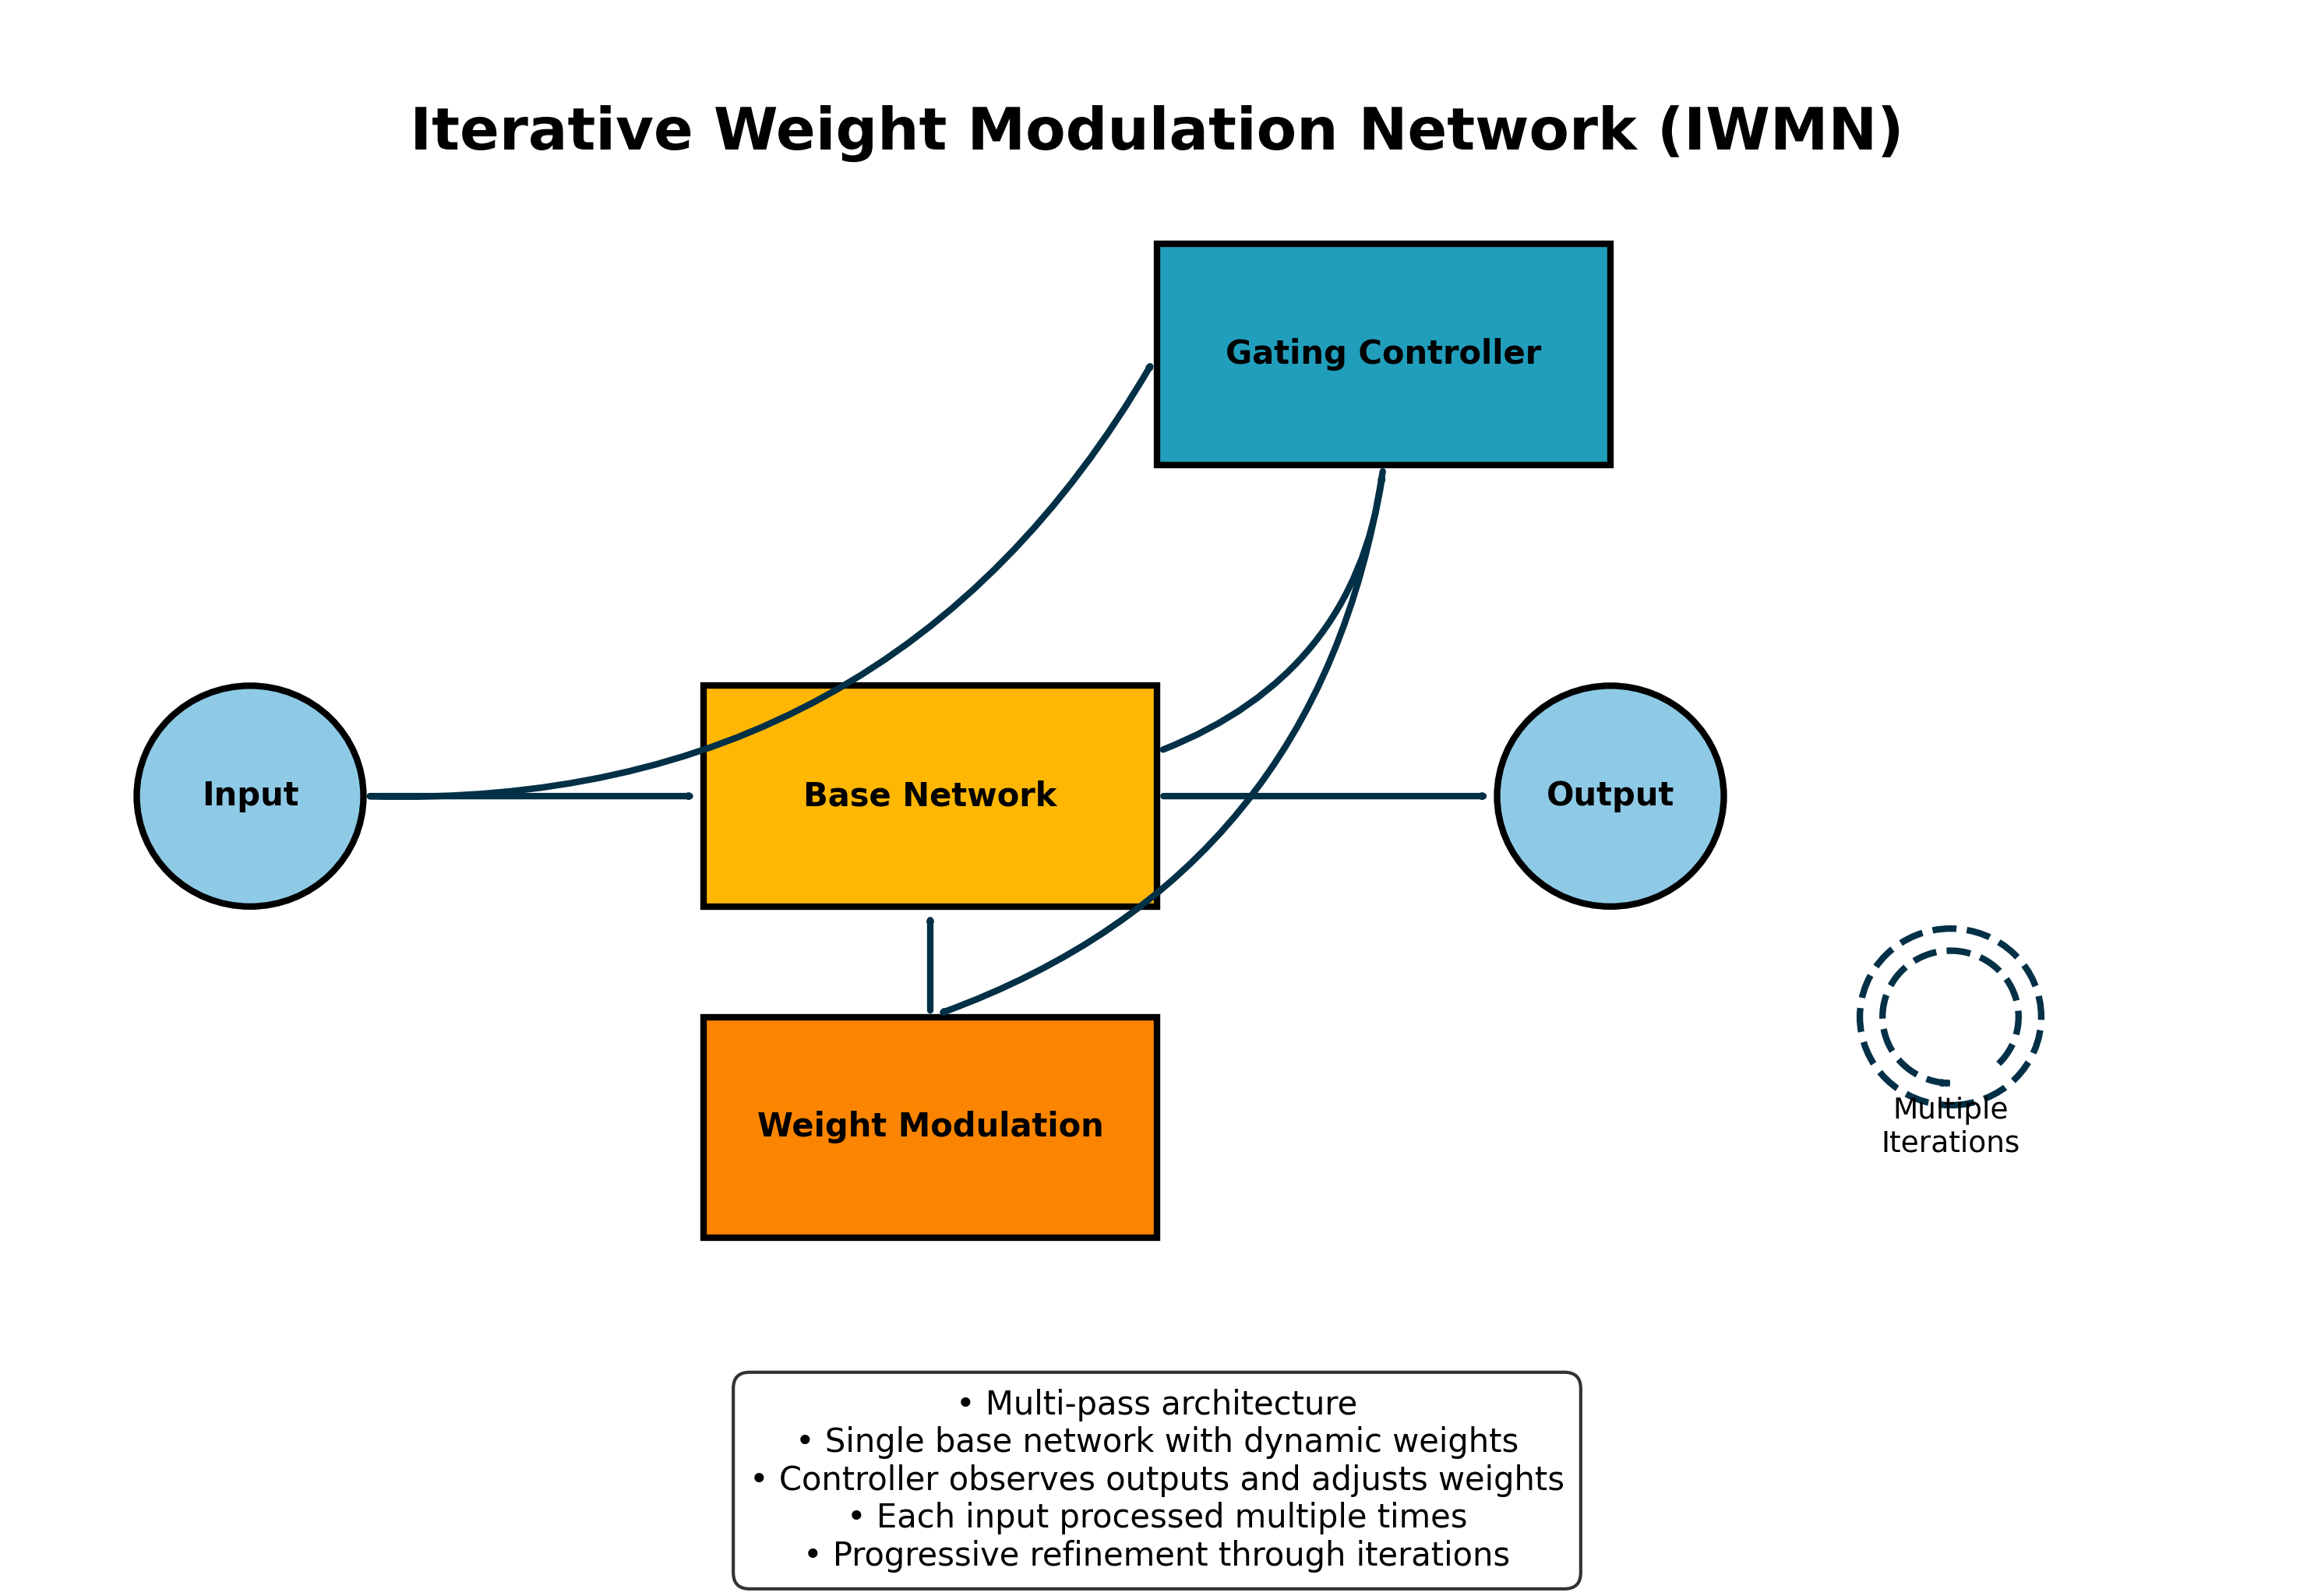 Iterative Weight Modulation Network (IWMN)
Gating Controller
Input
Base Network
Output
Weight Modulation
Multiple
Iterations
• Multi-pass architecture
• Single base network with dynamic weights
• Controller observes outputs and adjusts weights
• Each input processed multiple times
• Progressive refinement through iterations